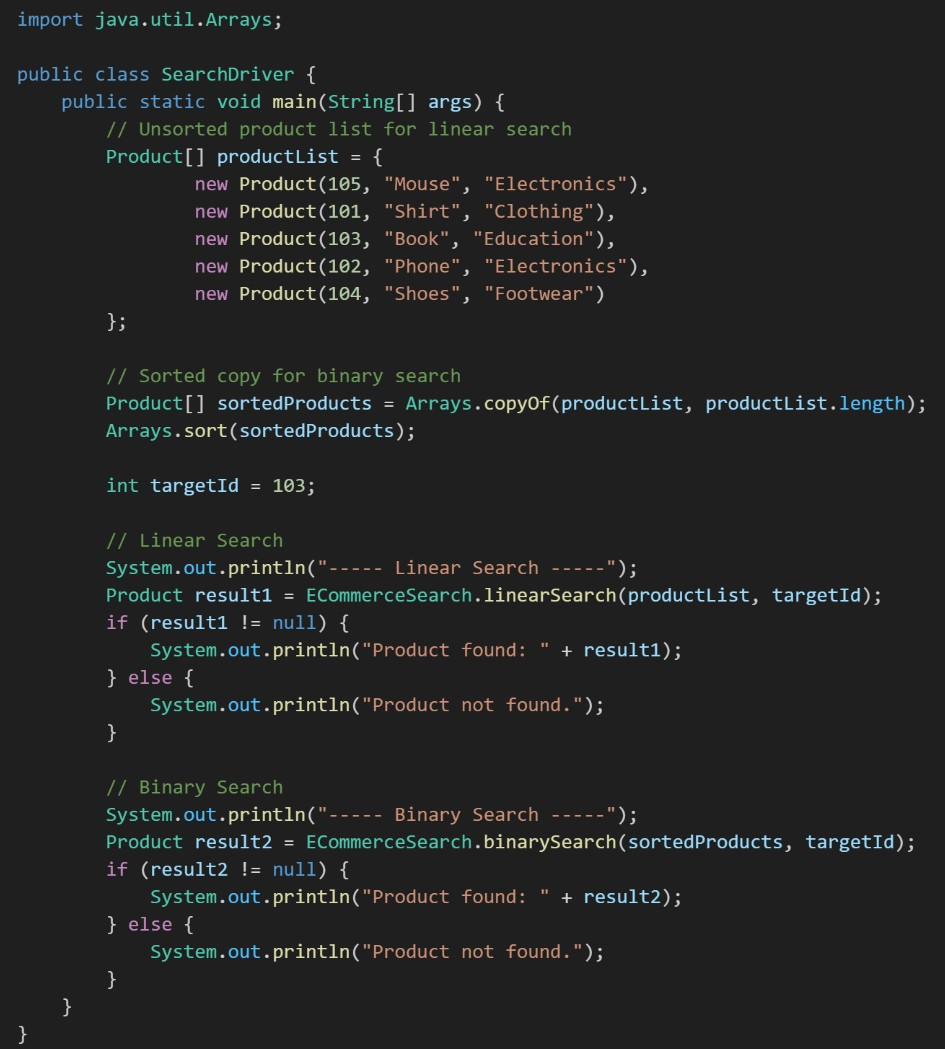 import java.util.Arrays;

public class SearchDriver {
    public static void main(String[] args) {
        // Unsorted product list for linear search
        Product[] productList = {
                new Product(105, "Mouse", "Electronics"),
                new Product(101, "Shirt", "Clothing"),
                new Product(103, "Book", "Education"),
                new Product(102, "Phone", "Electronics"),
                new Product(104, "Shoes", "Footwear")
        };

        // Sorted copy for binary search
        Product[] sortedProducts = Arrays.copyOf(productList, productList.length);
        Arrays.sort(sortedProducts);

        int targetId = 103;

        // Linear Search
        System.out.println("----- Linear Search -----");
        Product result1 = ECommerceSearch.linearSearch(productList, targetId);
        if (result1 != null) {
            System.out.println("Product found: " + result1);
        } else {
            System.out.println("Product not found.");
        }

        // Binary Search
        System.out.println("----- Binary Search -----");
        Product result2 = ECommerceSearch.binarySearch(sortedProducts, targetId);
        if (result2 != null) {
            System.out.println("Product found: " + result2);
        } else {
            System.out.println("Product not found.");
        }
    }
}